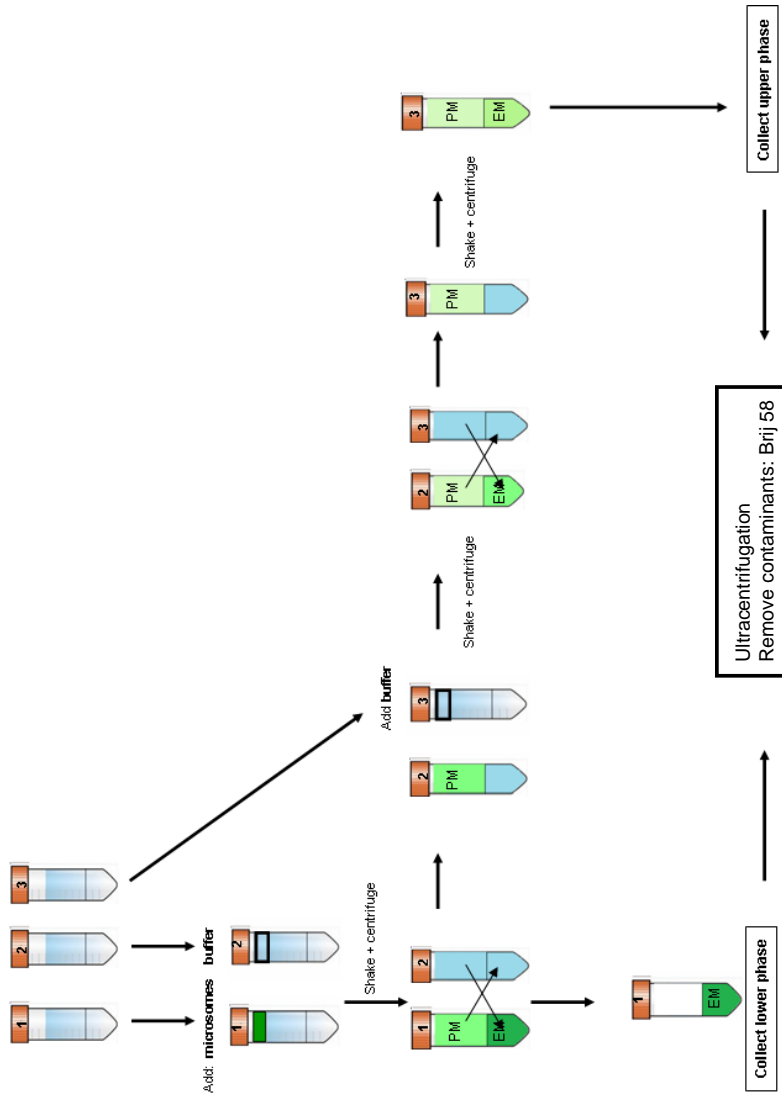 1
2
3
Add: microsomes buffer
1
2
Shake + centrifuge
Add buffer
1
PM
EM
2
2
PM
3
Shake + centrifuge
2
PM
EM
3
3
PM
Shake + centrifuge
3
PM
EM
1
EM
Collect lower phase
Ultracentrifugation
Remove contaminants: Brij 58
Collect upper phase